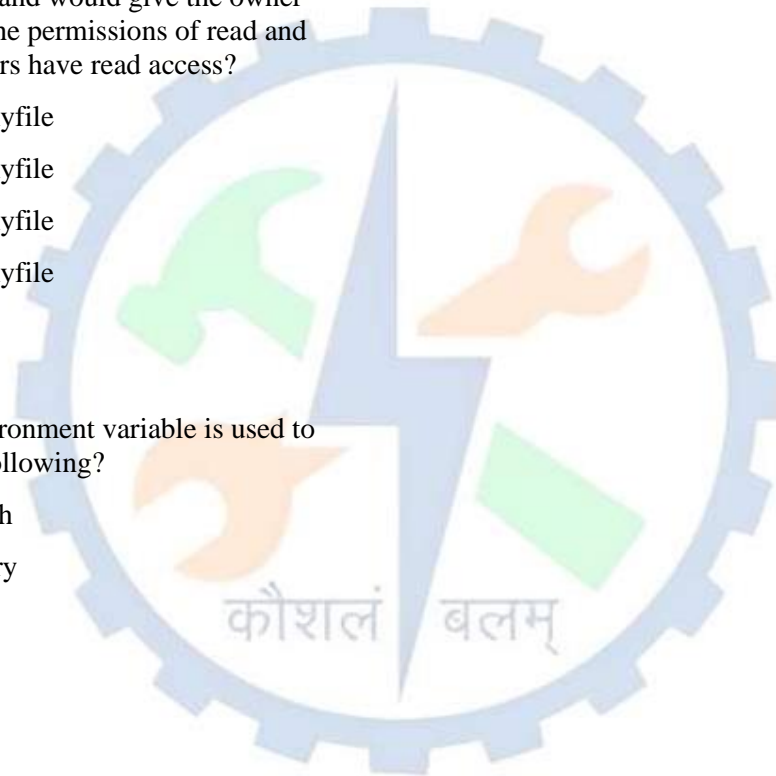 and would give the owner
he permissions of read and
rs have read access?
yfile
yfile
yfile
yfile
ronment variable is used to
ollowing?
h
ry
कौशलं बलम्